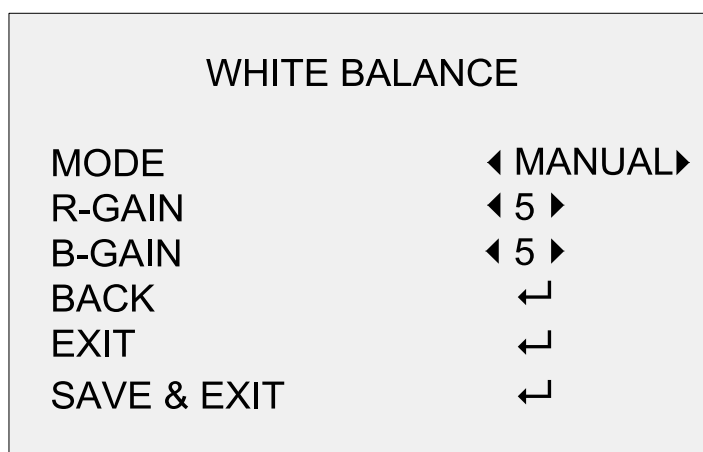 WHITE BALANCE
MODE ◀ MANUAL ▶
R-GAIN ◀ 5 ▶
B-GAIN ◀ 5 ▶
BACK ↵
EXIT ↵
SAVE & EXIT ↵